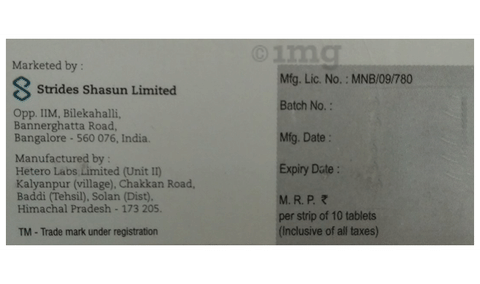 ©1mg
Marketed by :
Strides Shasun Limited
Opp. IIM, Bilekahalli,
Bannerghatta Road,
Bangalore - 560 076, India.
Manufactured by :
Hetero Labs Limited (Unit II)
Kalyanpur (village), Chakkan Road,
Baddi (Tehsil), Solan (Dist),
Himachal Pradesh - 173 205.
TM - Trade mark under registration
Mfg. Lic. No. : MNB/09/780
Batch No. :
Mfg. Date :
Expiry Date :
M. R. P. ₹
per strip of 10 tablets
(Inclusive of all taxes)